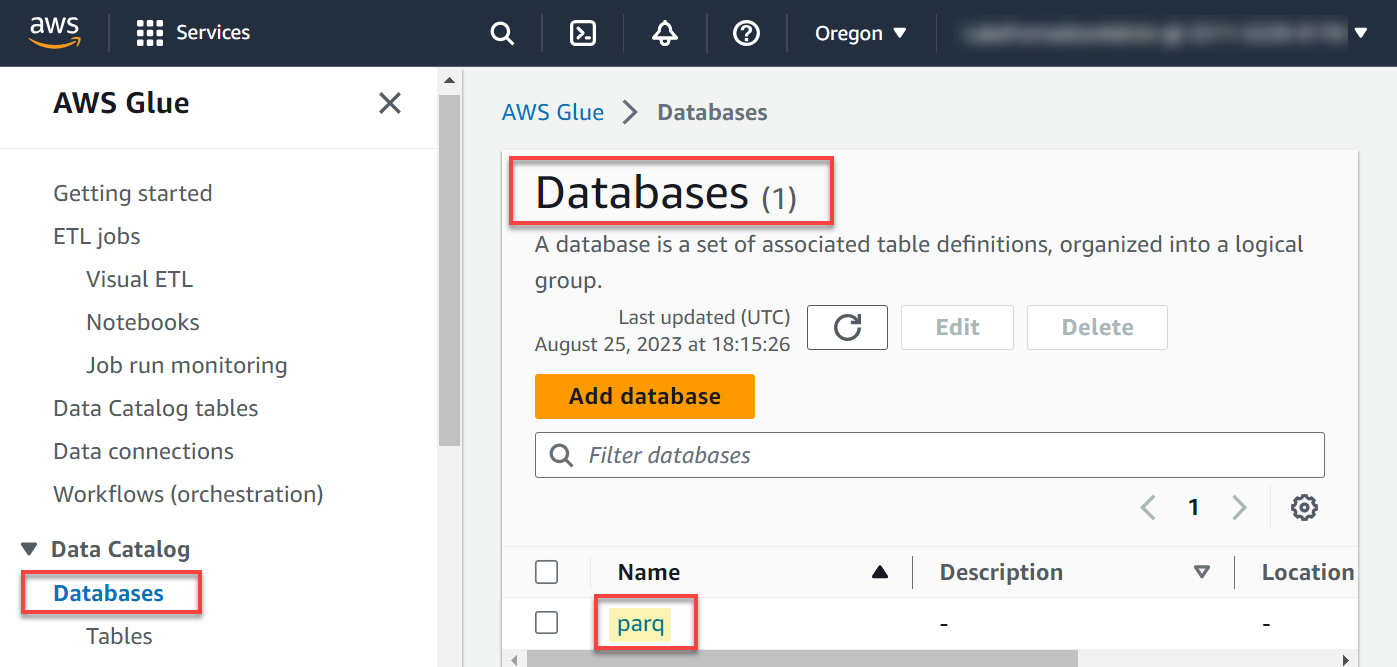 aws
Services
Oregon
AWS Glue
Getting started
ETL jobs
Visual ETL
Notebooks
Job run monitoring
Data Catalog tables
Data connections
Workflows (orchestration)
Data Catalog
Databases
Tables
AWS Glue > Databases
Databases (1)
A database is a set of associated table definitions, organized into a logical
group.
Last updated (UTC)
August 25, 2023 at 18:15:26
Edit
Delete
Add database
Filter databases
1
Name Description Location
parq - -